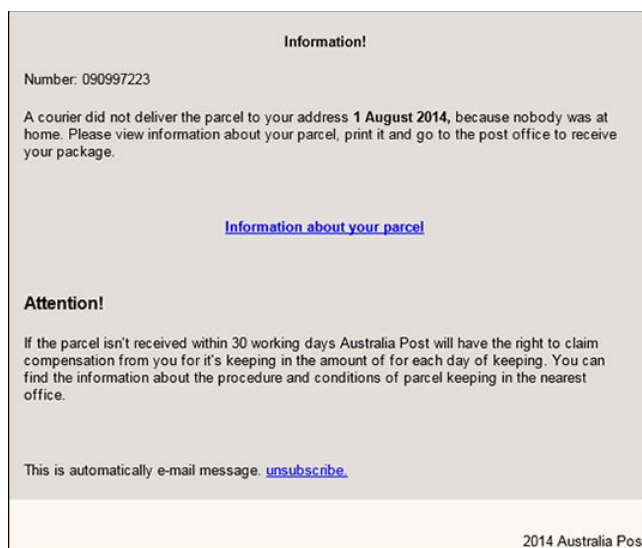 Information!
Number: 090997223
A courier did not deliver the parcel to your address 1 August 2014, because nobody was at
home. Please view information about your parcel, print it and go to the post office to receive
your package.
Information about your parcel
Attention!
If the parcel isn't received within 30 working days Australia Post will have the right to claim
compensation from you for it's keeping in the amount of for each day of keeping. You can
find the information about the procedure and conditions of parcel keeping in the nearest
office.
This is automatically e-mail message. unsubscribe.
2014 Australia Pos